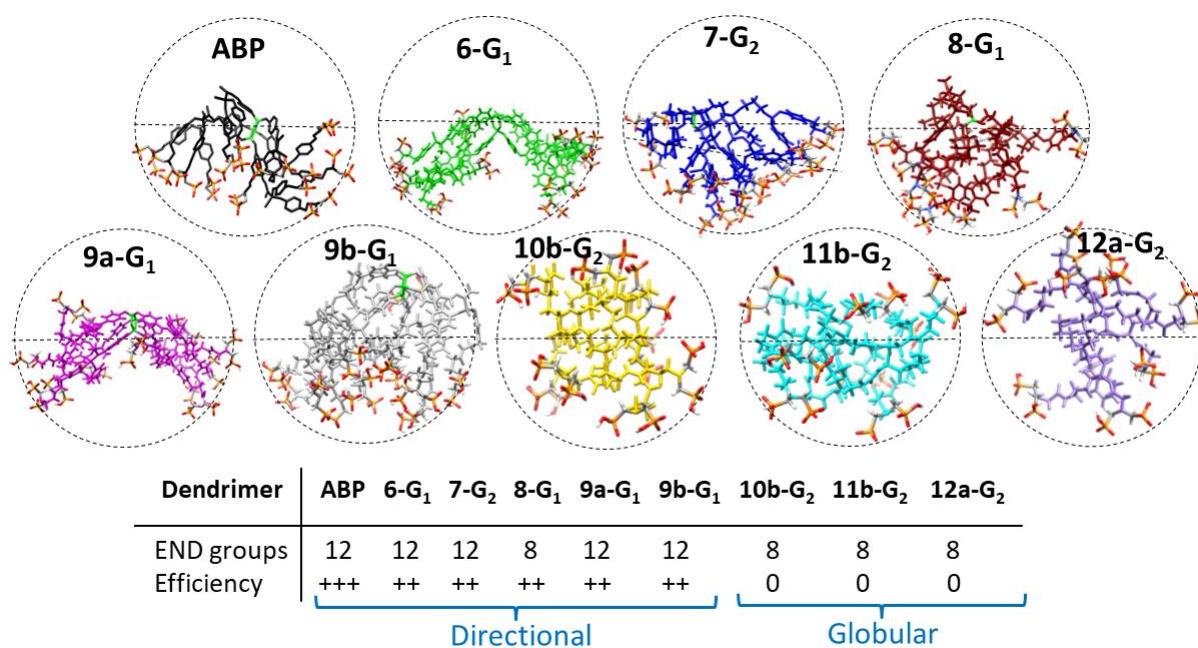 ABP 6-G₁ 7-G₂ 8-G₁
9a-G₁ 9b-G₁ 10b-G₂ 11b-G₂ 12a-G₂
Dendrimer ABP 6-G₁ 7-G₂ 8-G₁ 9a-G₁ 9b-G₁ 10b-G₂ 11b-G₂ 12a-G₂
END groups 12 12 12 8 12 12 8 8 8
Efficiency +++ ++ ++ ++ ++ ++ 0 0 0
Directional Globular